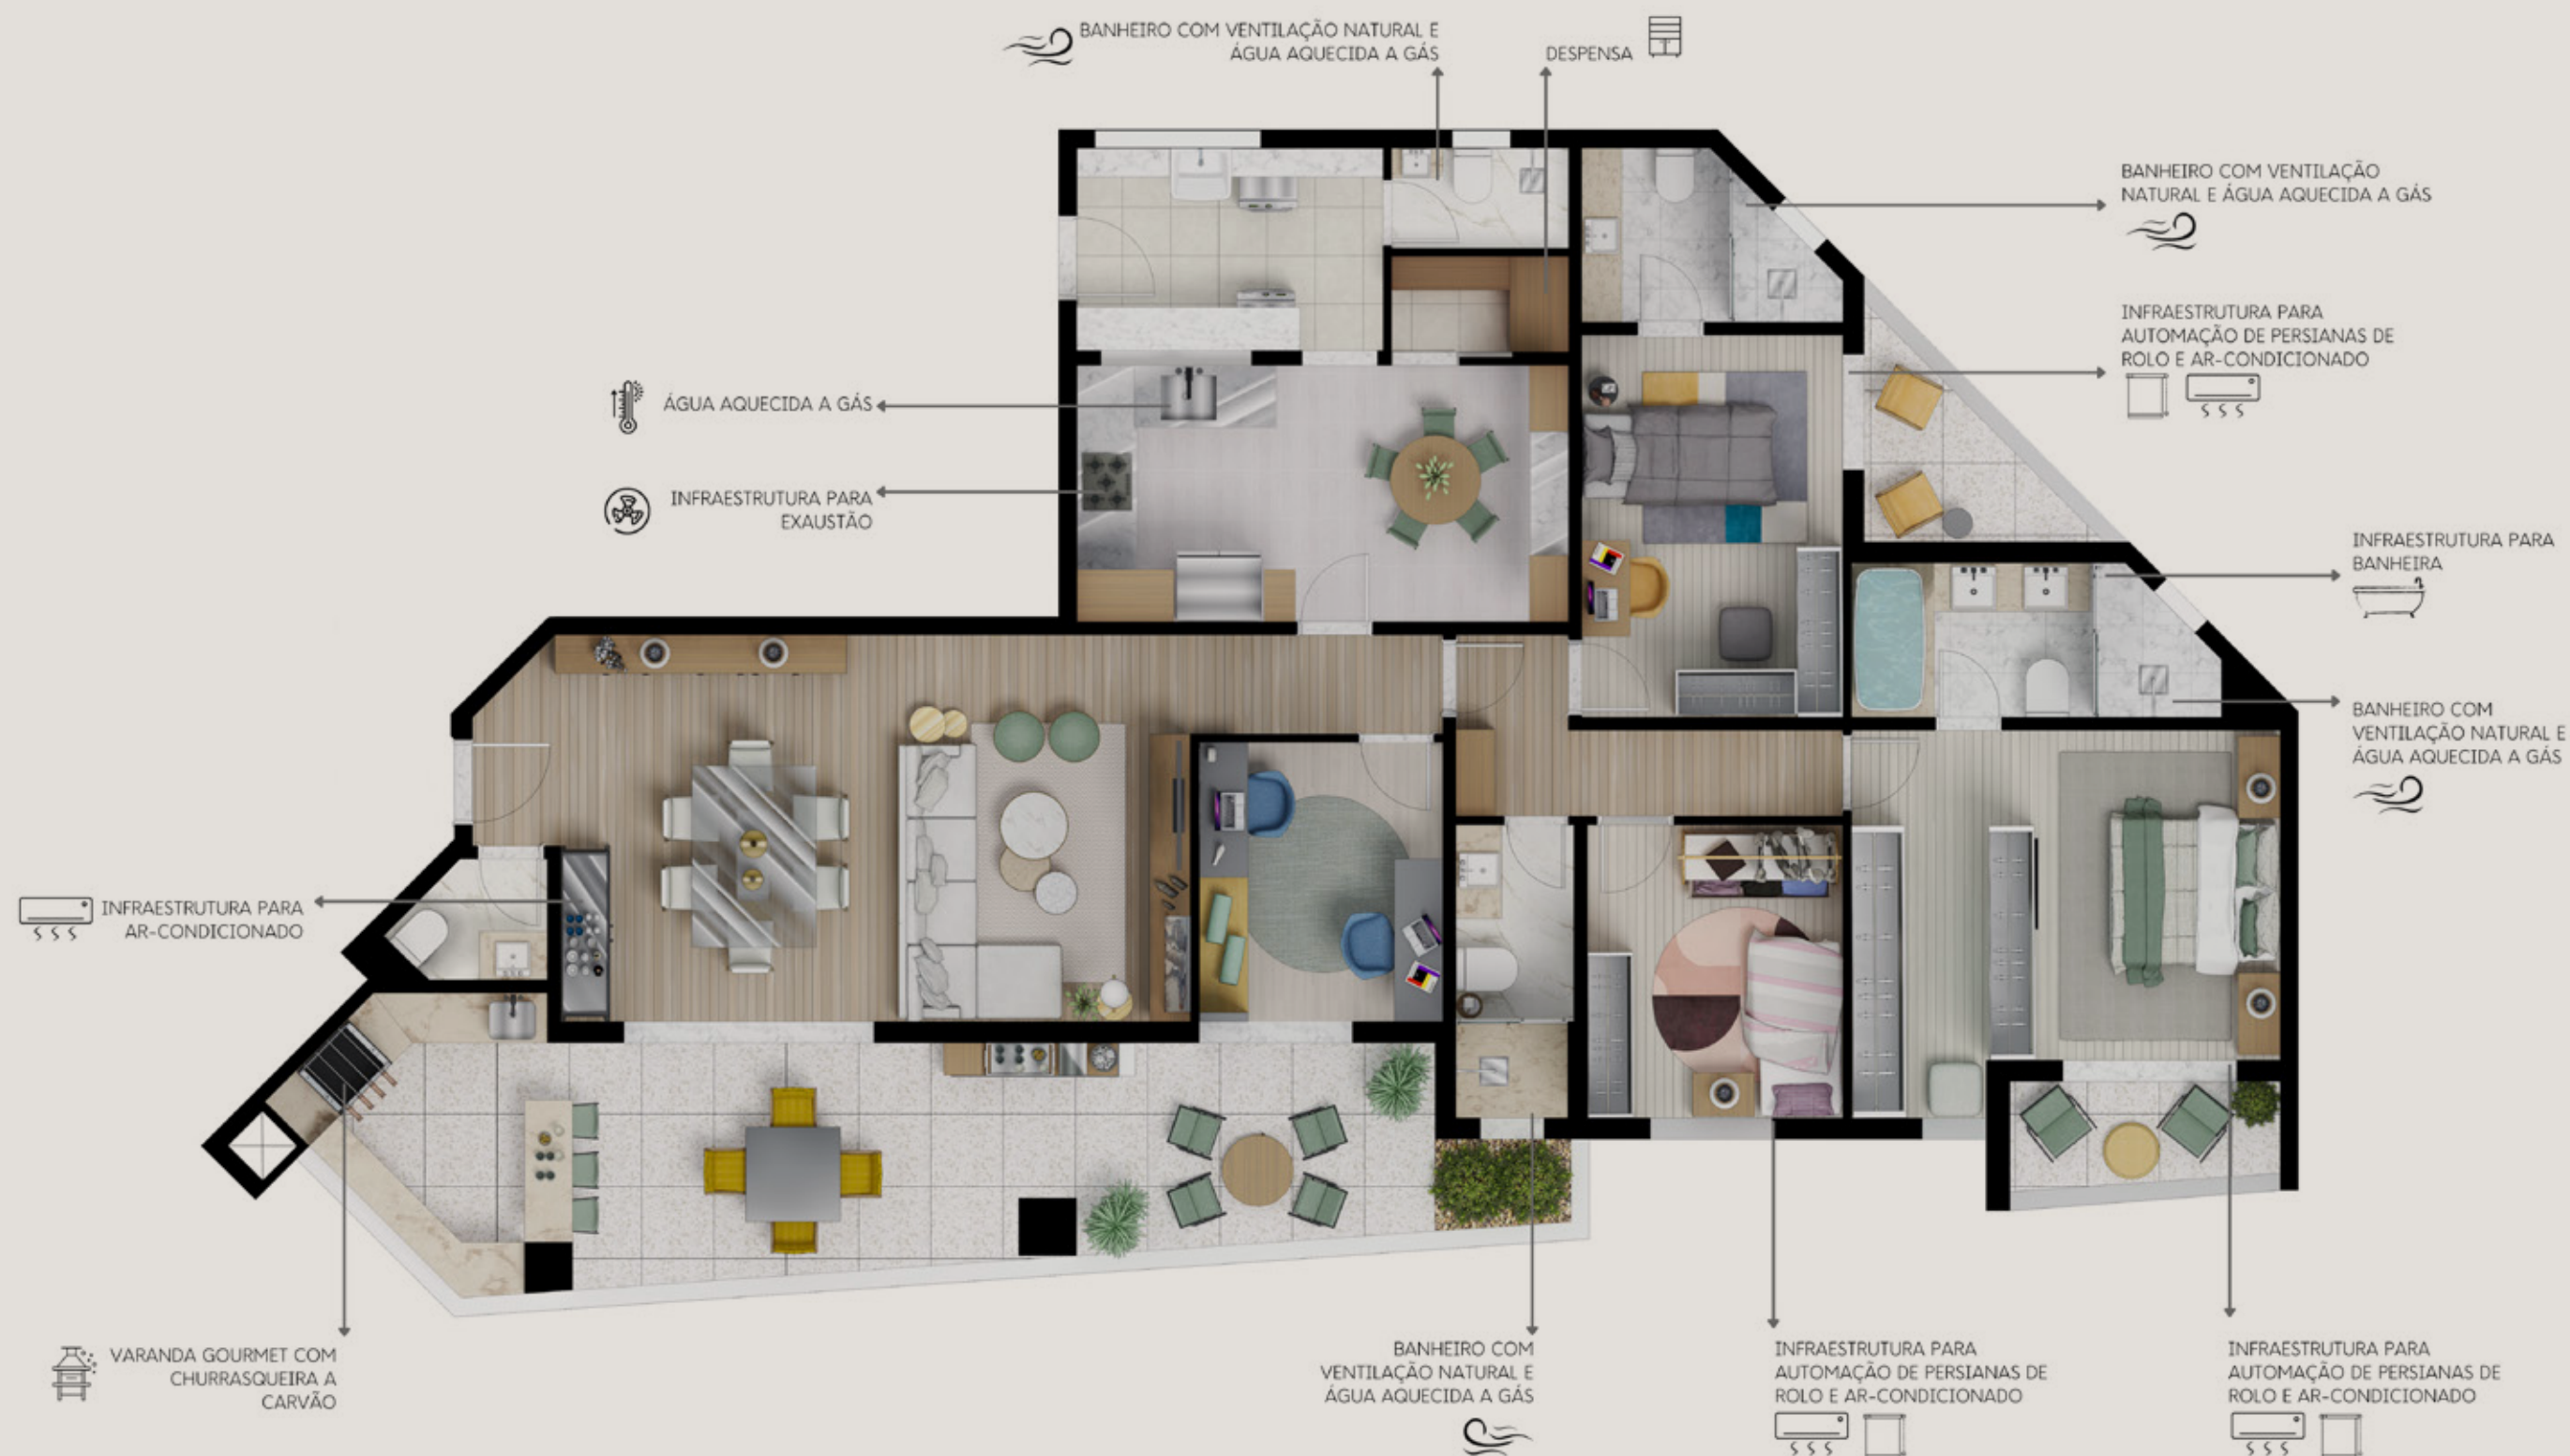 BANHEIRO COM VENTILAÇÃO NATURAL E
ÁGUA AQUECIDA A GÁS
DESPENSA
BANHEIRO COM VENTILAÇÃO
NATURAL E ÁGUA AQUECIDA A GÁS
INFRAESTRUTURA PARA
AUTOMAÇÃO DE PERSIANAS DE
ROLO E AR-CONDICIONADO
ÁGUA AQUECIDA A GÁS
INFRAESTRUTURA PARA
EXAUSTÃO
INFRAESTRUTURA PARA
BANHEIRA
BANHEIRO COM
VENTILAÇÃO NATURAL E
ÁGUA AQUECIDA A GÁS
INFRAESTRUTURA PARA
AR-CONDICIONADO
VARANDA GOURMET COM
CHURRASQUEIRA A
CARVÃO
BANHEIRO COM
VENTILAÇÃO NATURAL E
ÁGUA AQUECIDA A GÁS
INFRAESTRUTURA PARA
AUTOMAÇÃO DE PERSIANAS DE
ROLO E AR-CONDICIONADO
INFRAESTRUTURA PARA
AUTOMAÇÃO DE PERSIANAS DE
ROLO E AR-CONDICIONADO